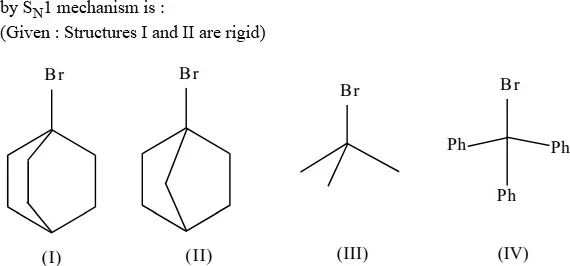 by SN1 mechanism is :
(Given : Structures I and II are rigid)
Br
Br
Br
Br
Ph
Ph
Ph
(I)
(II)
(III)
(IV)